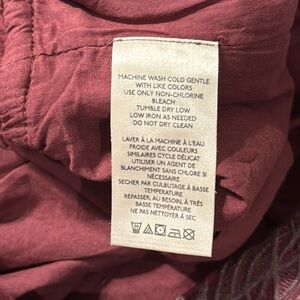 MACHINE WASH COLD GENTLE
WITH LIKE COLORS
USE ONLY NON-CHLORINE
BLEACH
TUMBLE DRY LOW
LOW IRON AS NEEDED
DO NOT DRY CLEAN
LAVER À LA MACHINE À L'EAU
FROIDE AVEC COULEURS
SIMILAIRES CYCLE DÉLICAT
UTILISER UN AGENT DE
BLANCHIMENT SANS CHLORE SI
NÉCESSAIRE
SECHER PAR CULBUTAGE À BASSE
TEMPÉRATURE
REPASSER, AU BESOIN, À TRÈS
BASSE TEMPÉRATURE
NE PAS NETTOYER À SEC